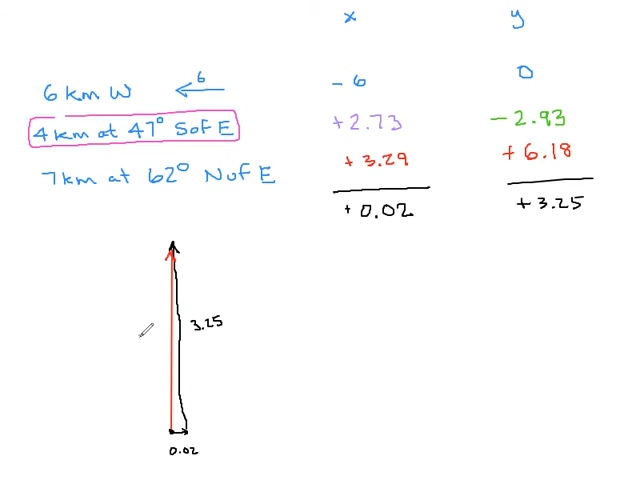 x y
6
6 km W - 6 0
4 km at 47° S of E +2.73 - 2.93
7 km at 62° N of E + 3.29 + 6.18
+ 0.02 + 3.25
3.25
0.02